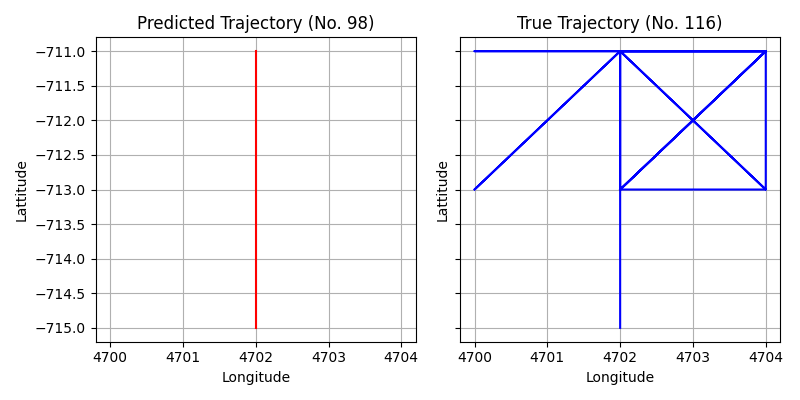 Predicted Trajectory (No. 98)
−711.0
−711.5
−712.0
−712.5
−713.0
−713.5
−714.0
−714.5
−715.0
Lattitude
4700 4701 4702 4703 4704
Longitude
True Trajectory (No. 116)
Lattitude
4700 4701 4702 4703 4704
Longitude